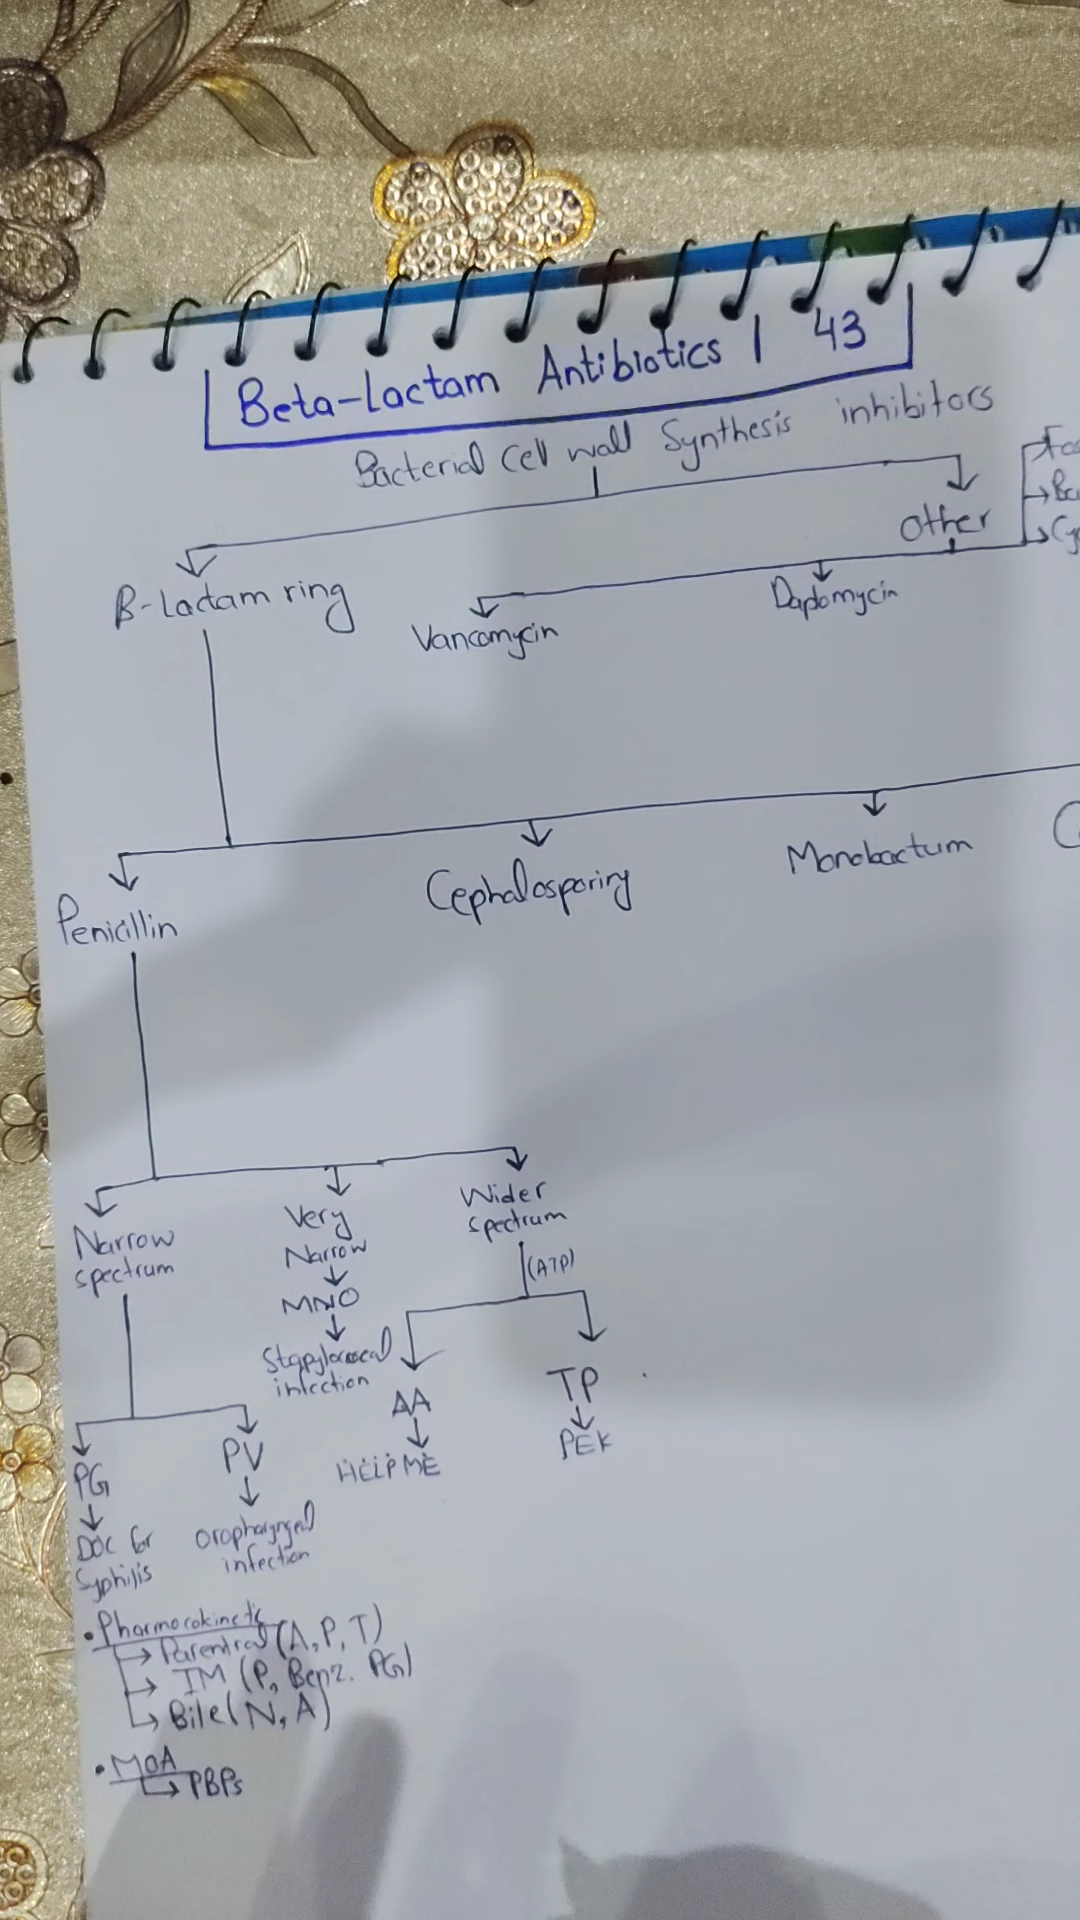 Beta-Lactam Antibiotics | 43
Bacterial Cell wall Synthesis inhibitors
Other
B-Lactam ring
Vancomycin
Daptomycin
Penicillin
Cephalosporing
Monobactum
Narrow
spectrum
Very
Narrow
MNO
Stapylococcal
infection
Wider
spectrum
(ATP)
AA
HELPME
TP
PEK
PG
DOC for
Syphilis
PV
Oropharyngeal
infection
• Pharmocokinetic
Parentral (A, P, T)
IM (P, Benz. PG)
Bile (N, A)
• MOA
PBPs